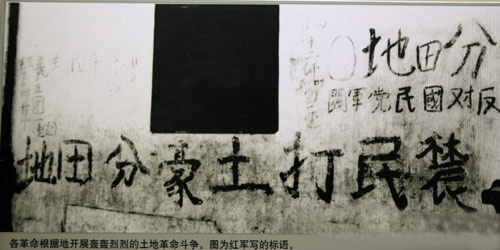 分田地
反对國民党軍閥
農民打土豪分田地
各革命根据地开展轰轰烈烈的土地革命斗争。图为红军写的标语。